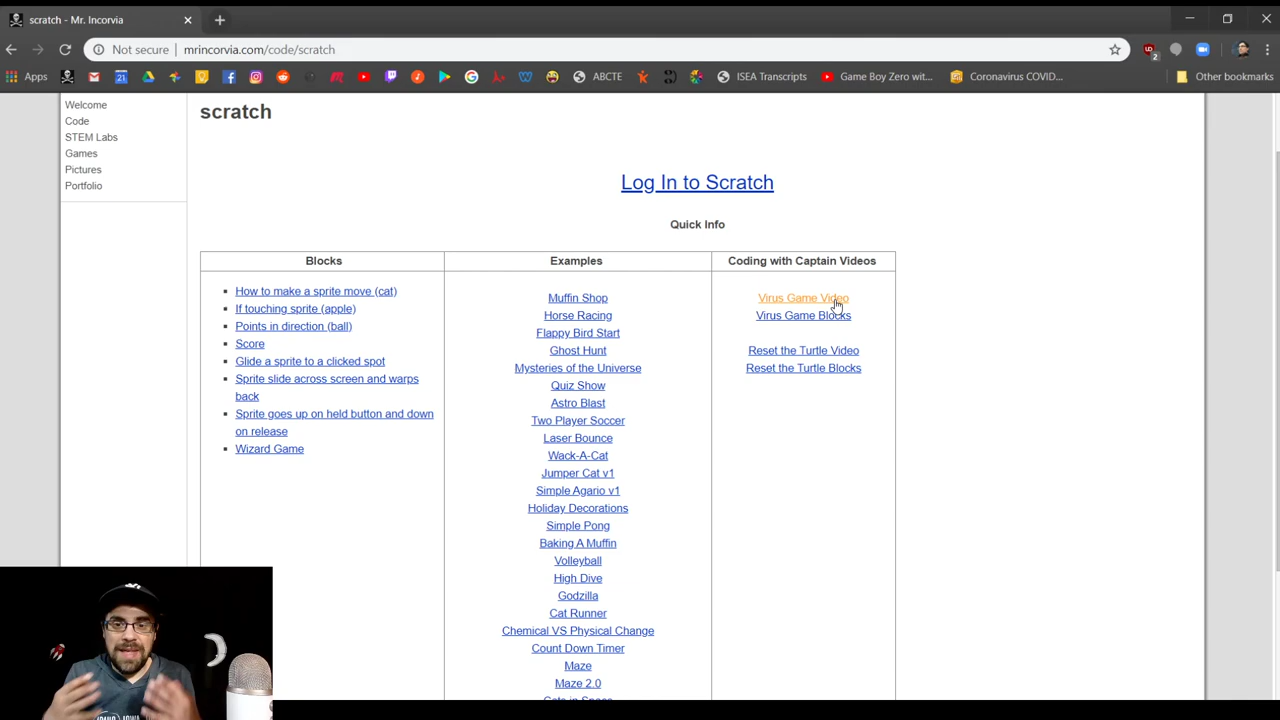 scratch - Mr. Incorvia
Not secure
mrincorvia.com/code/scratch
2
Apps
21
ABCTE
ISEA Transcripts
Game Boy Zero wit...
Coronavirus COVID...
Other bookmarks
Welcome
Code
STEM Labs
Games
Pictures
Portfolio
scratch
Log In to Scratch
Quick Info
Blocks
How to make a sprite move (cat)
If touching sprite (apple)
Points in direction (ball)
Score
Glide a sprite to a clicked spot
Sprite slide across screen and warps
back
Sprite goes up on held button and down
on release
Wizard Game
Examples
Muffin Shop
Horse Racing
Flappy Bird Start
Ghost Hunt
Mysteries of the Universe
Quiz Show
Astro Blast
Two Player Soccer
Laser Bounce
Wack-A-Cat
Jumper Cat v1
Simple Agario v1
Holiday Decorations
Simple Pong
Baking A Muffin
Volleyball
High Dive
Godzilla
Cat Runner
Chemical VS Physical Change
Count Down Timer
Maze
Maze 2.0
Coding with Captain Videos
Virus Game Video
Virus Game Blocks
Reset the Turtle Video
Reset the Turtle Blocks